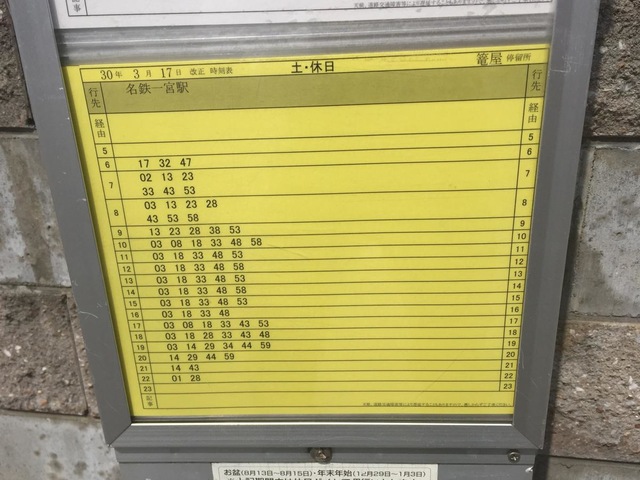 記事
30年 3月 17日 改正 時刻表 土・休日 篭屋 停留所
行先 名鉄一宮駅 行先
経由 経由
5 5
6 17 32 47 6
7 02 13 23 7
33 43 53
8 03 13 23 28 8
43 53 58
9 13 23 28 38 53 9
10 03 08 18 33 48 58 10
11 03 18 33 48 53 11
12 03 18 33 48 58 12
13 03 18 33 48 53 13
14 03 18 33 48 58 14
15 03 18 33 48 53 15
16 03 18 33 48 16
17 03 08 18 33 43 53 17
18 03 18 28 33 43 48 18
19 03 14 29 34 44 59 19
20 14 29 44 59 20
21 14 43 21
22 01 28 22
23 23
記事
お盆(8月13日～8月15日)・年末年始(12月29日～1月3日)